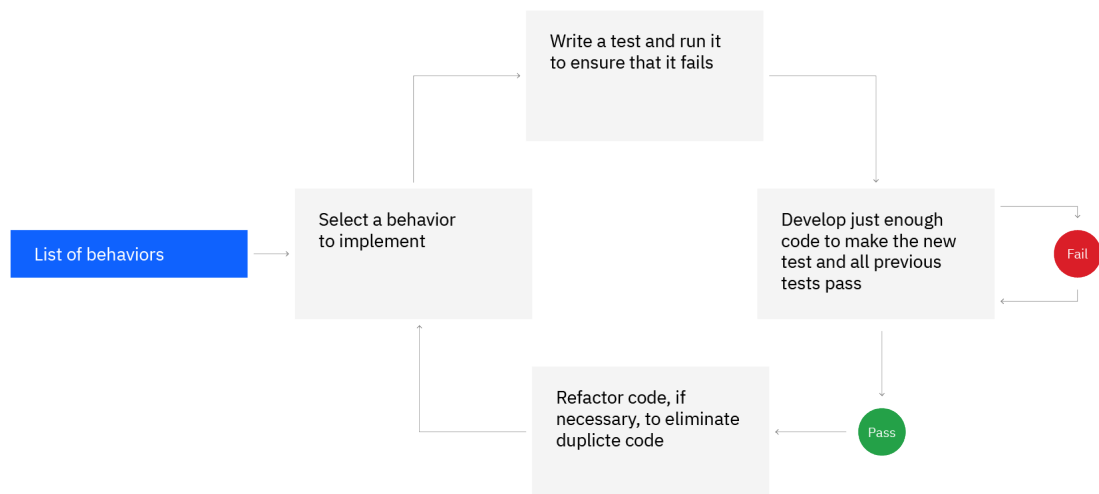 Write a test and run it
to ensure that it fails
List of behaviors
Select a behavior
to implement
Develop just enough
code to make the new
test and all previous
tests pass
Fail
Pass
Refactor code, if
necessary, to eliminate
duplicte code